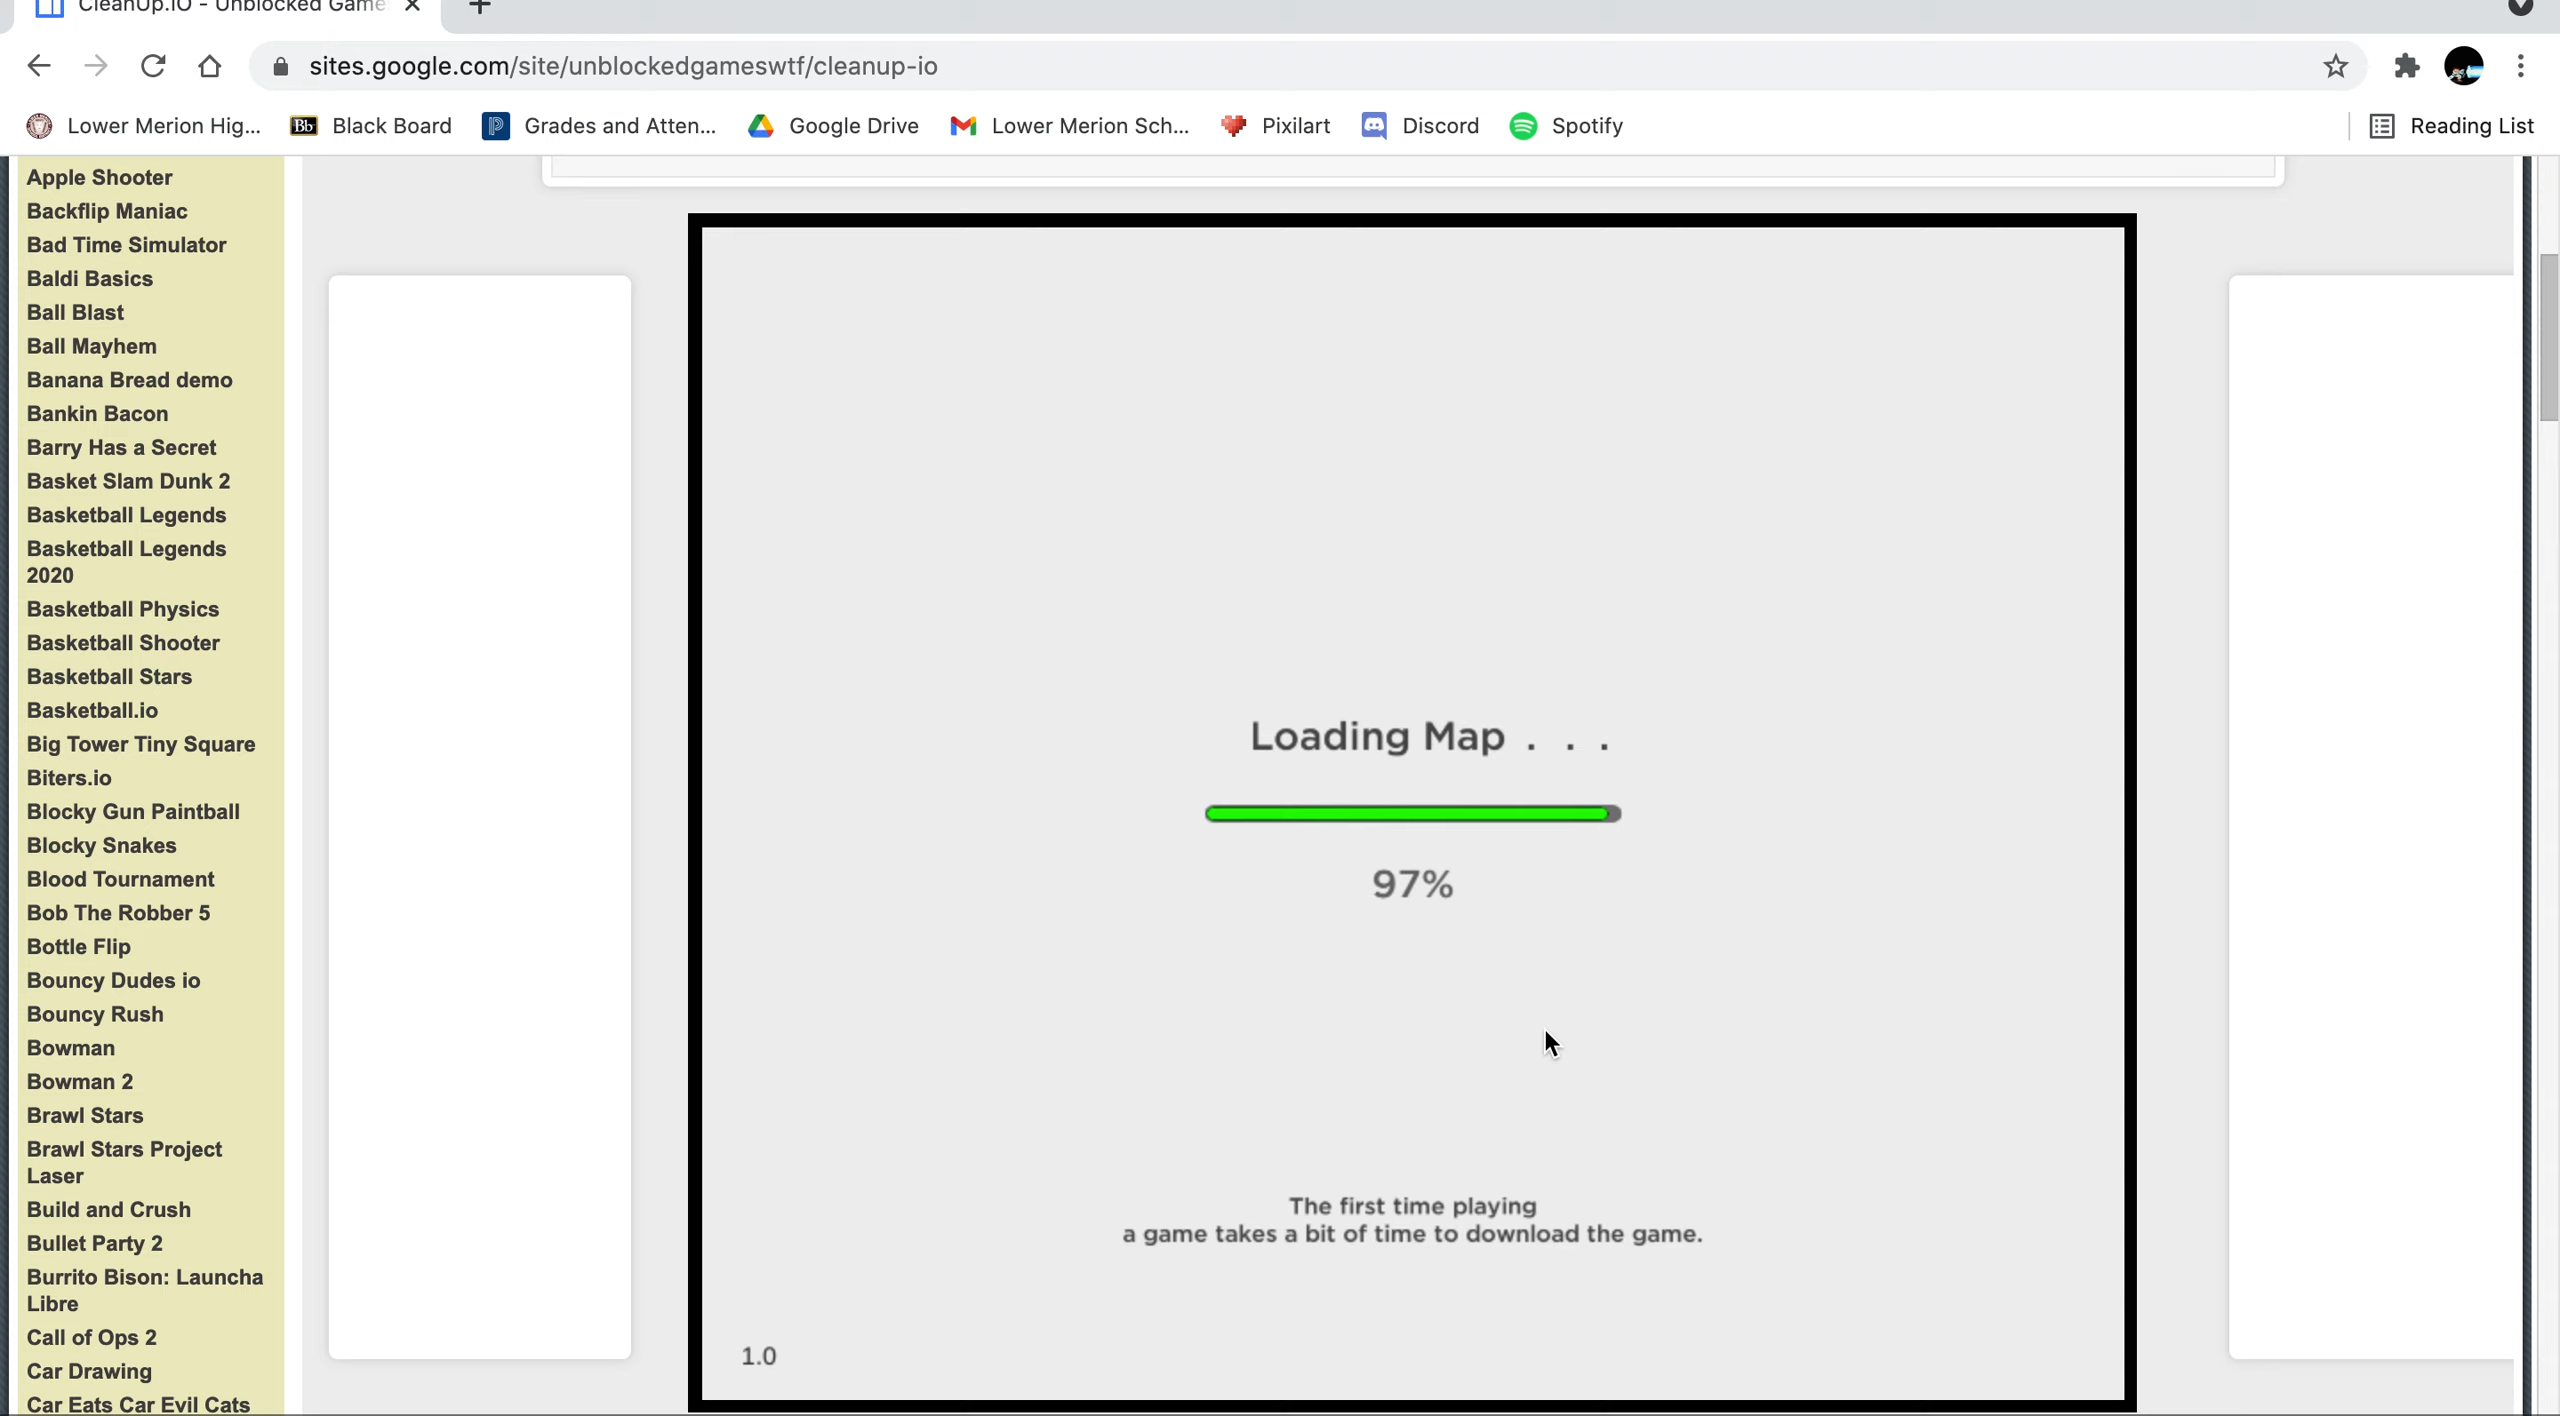 CleanUp.IO - Unblocked Game
sites.google.com/site/unblockedgameswtf/cleanup-io
Lower Merion Hig...
Bb
Black Board
Grades and Atten...
Google Drive
Lower Merion Sch...
Pixilart
Discord
Spotify
Reading List
Apple Shooter
Backflip Maniac
Bad Time Simulator
Baldi Basics
Ball Blast
Ball Mayhem
Banana Bread demo
Bankin Bacon
Barry Has a Secret
Basket Slam Dunk 2
Basketball Legends
Basketball Legends
2020
Basketball Physics
Basketball Shooter
Basketball Stars
Basketball.io
Big Tower Tiny Square
Biters.io
Blocky Gun Paintball
Blocky Snakes
Blood Tournament
Bob The Robber 5
Bottle Flip
Bouncy Dudes io
Bouncy Rush
Bowman
Bowman 2
Brawl Stars
Brawl Stars Project
Laser
Build and Crush
Bullet Party 2
Burrito Bison: Launcha
Libre
Call of Ops 2
Car Drawing
Car Eats Car Evil Cats
Loading Map . . .
97%
The first time playing
a game takes a bit of time to download the game.
1.0